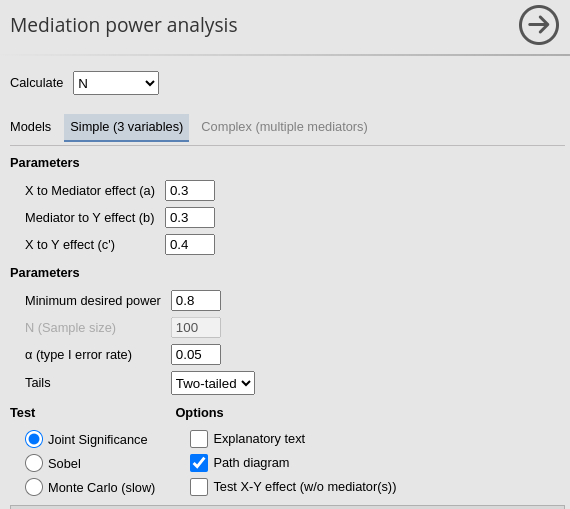 Mediation power analysis
Calculate N
Models Simple (3 variables) Complex (multiple mediators)
Parameters
X to Mediator effect (a) 0.3
Mediator to Y effect (b) 0.3
X to Y effect (c') 0.4
Parameters
Minimum desired power 0.8
N (Sample size) 100
α (type I error rate) 0.05
Tails Two-tailed
Test Options
Joint Significance Explanatory text
Sobel Path diagram
Monte Carlo (slow) Test X-Y effect (w/o mediator(s))